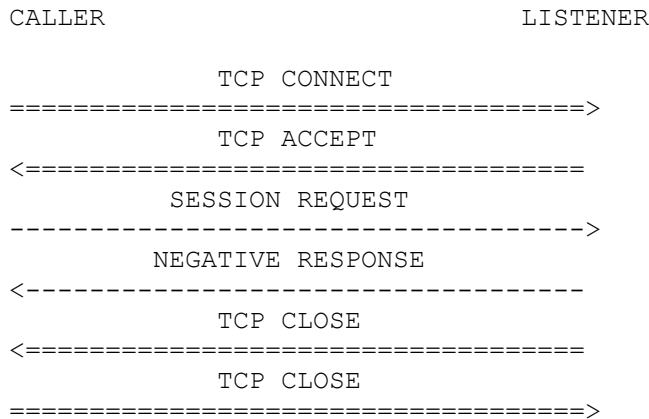 CALLER LISTENER
TCP CONNECT
====================================>
TCP ACCEPT
<===================================
SESSION REQUEST
------------------------------------>
NEGATIVE RESPONSE
<-----------------------------------
TCP CLOSE
<===================================
TCP CLOSE
====================================>